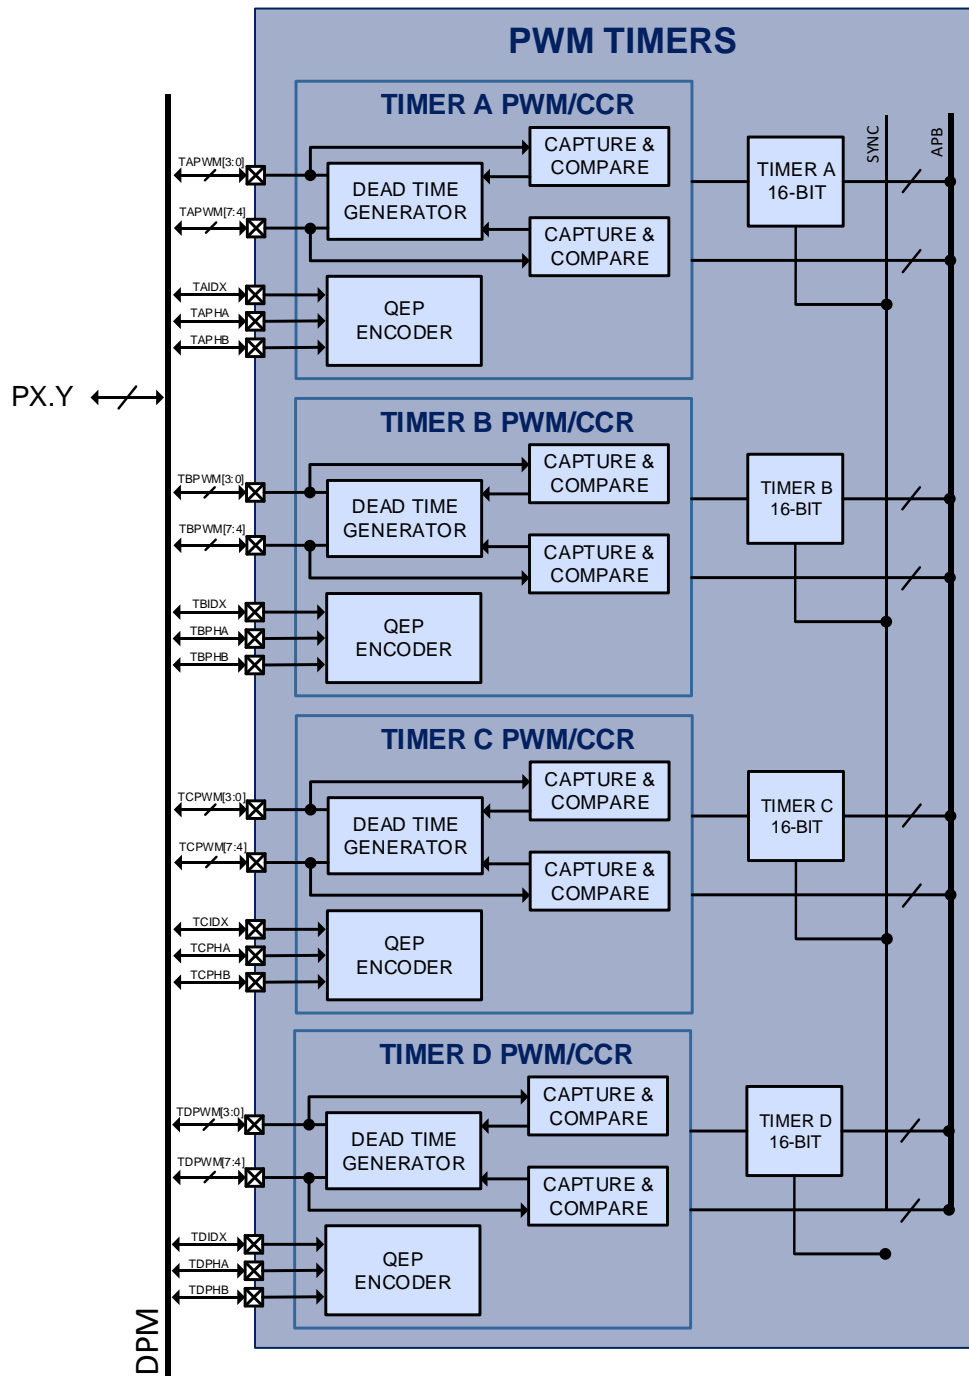 PWM TIMERS
SYNC
APB
TIMER A PWM/CCR
TAPWM[3:0]
CAPTURE &
COMPARE
DEAD TIME
GENERATOR
TIMER A
16-BIT
TAPWM[7:4]
CAPTURE &
COMPARE
TAIDX
TAPHA
TAPHB
QEP
ENCODER
PX.Y
TIMER B PWM/CCR
TBPWM[3:0]
CAPTURE &
COMPARE
DEAD TIME
GENERATOR
TIMER B
16-BIT
TBPWM[7:4]
CAPTURE &
COMPARE
TBIDX
TBPHA
TBPHB
QEP
ENCODER
TIMER C PWM/CCR
TCPWM[3:0]
CAPTURE &
COMPARE
DEAD TIME
GENERATOR
TIMER C
16-BIT
TCPWM[7:4]
CAPTURE &
COMPARE
TCIDX
TCPHA
TCPHB
QEP
ENCODER
TIMER D PWM/CCR
TDPWM[3:0]
CAPTURE &
COMPARE
DEAD TIME
GENERATOR
TIMER D
16-BIT
TDPWM[7:4]
CAPTURE &
COMPARE
TDIDX
TDPHA
TDPHB
QEP
ENCODER
DPM